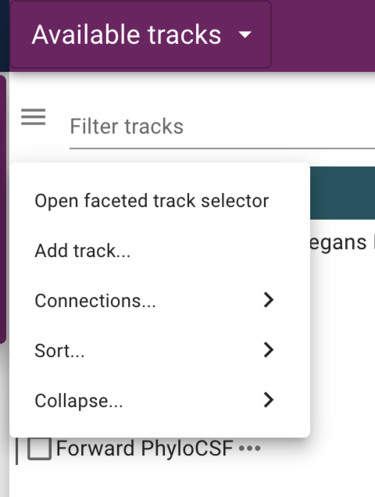 Available tracks
Filter tracks
Open faceted track selector
egans
Add track...
Connections...
Sort...
Collapse...
Forward PhyloCSF •••